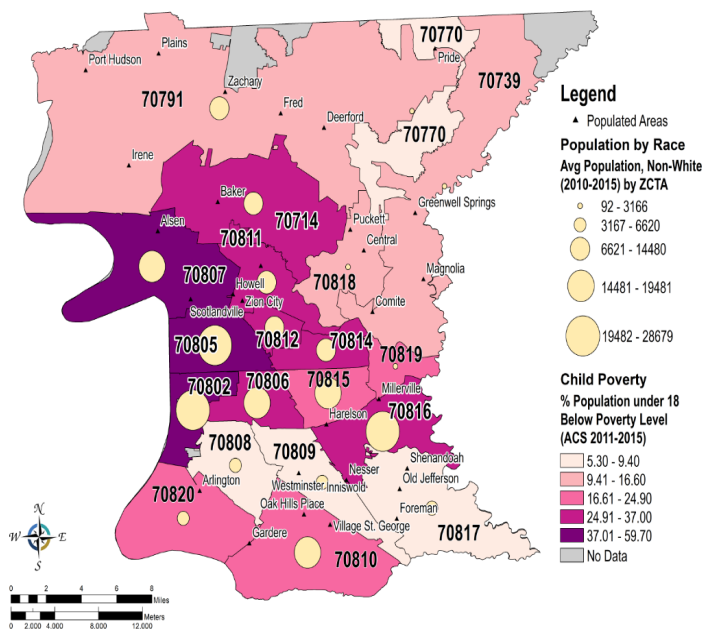 70770
Plains
Pride
70739
Port Hudson
Zachary
70791
Fred
Deerford
70770
Irene
Baker
Greenwell Springs
70714
Alsen
Puckett
70811
Central
70807
70818
Magnolia
Howell
Zion City
Scotlandville
Comite
70805
70812
70814
70819
70802
70806
70815
Millerville
70816
Harelson
70808
70809
Shenandoah
Nesser
Old Jefferson
Arlington
Westminster
Inniswold
70820
Oak Hills Place
Foreman
Village St. George
70817
Gardere
70810
Legend
Populated Areas
Population by Race
Avg Population, Non-White
(2010-2015) by ZCTA
92 - 3166
3167 - 6620
6621 - 14480
14481 - 19481
19482 - 28679
Child Poverty
% Population under 18
Below Poverty Level
(ACS 2011-2015)
5.30 - 9.40
9.41 - 16.60
16.61 - 24.90
24.91 - 37.00
37.01 - 59.70
No Data
N
W E
S
0 2 4 6 8
Miles
Meters
0 2,000 4,000 8,000 12,000